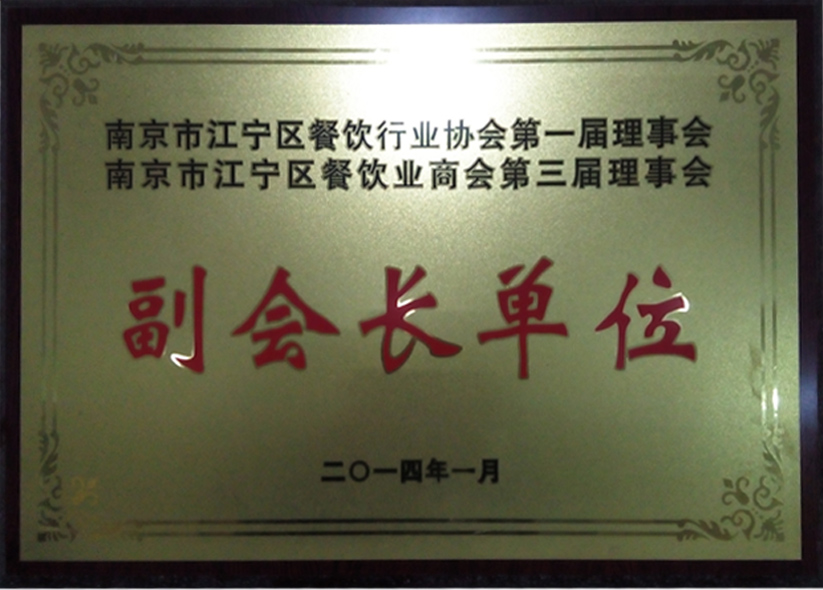 南京市江宁区餐饮行业协会第一届理事会
南京市江宁区餐饮业商会第三届理事会
副会长单位
二〇一四年一月